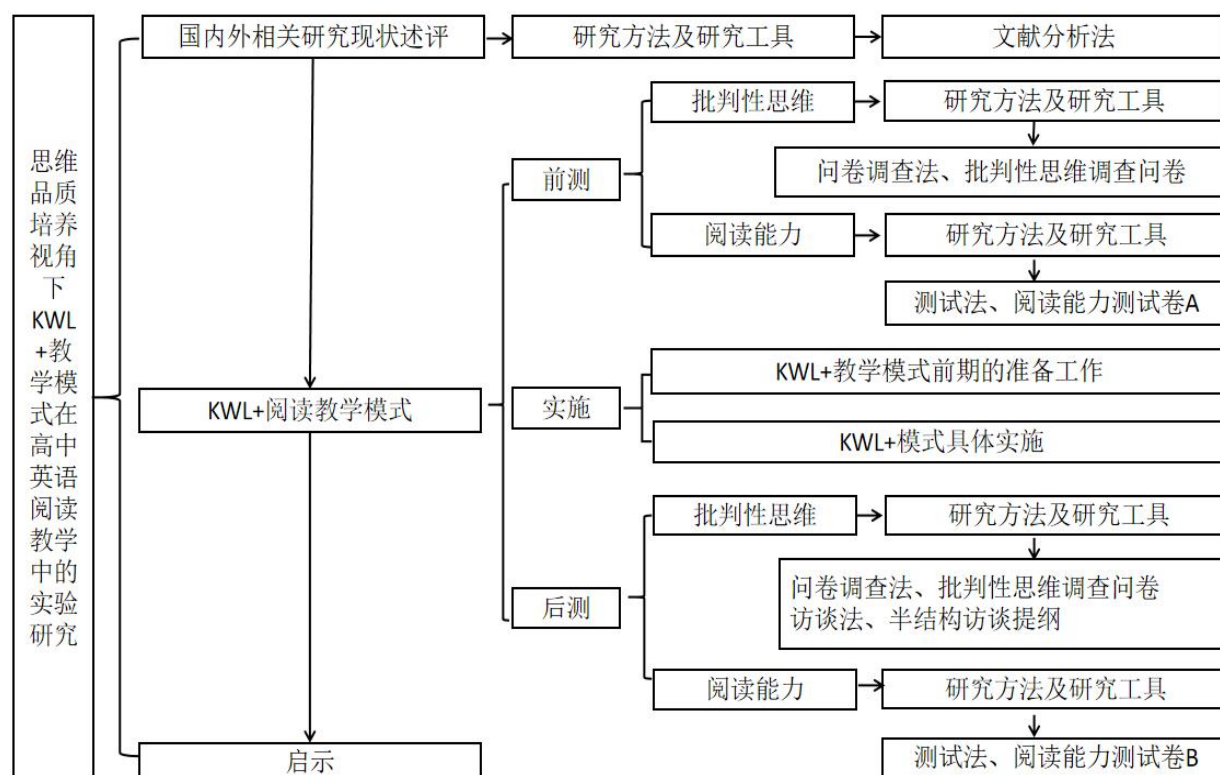 国内外相关研究现状述评
研究方法及研究工具
文献分析法
思维
品质
培养
视角
下
KWL
+教
学模
式在
高中
英语
阅读
教学
中的
实验
研究
批判性思维
研究方法及研究工具
问卷调查法、批判性思维调查问卷
前测
阅读能力
研究方法及研究工具
测试法、阅读能力测试卷A
KWL+阅读教学模式
实施
KWL+教学模式前期的准备工作
KWL+模式具体实施
批判性思维
研究方法及研究工具
问卷调查法、批判性思维调查问卷
访谈法、半结构访谈提纲
后测
阅读能力
研究方法及研究工具
测试法、阅读能力测试卷B
启示